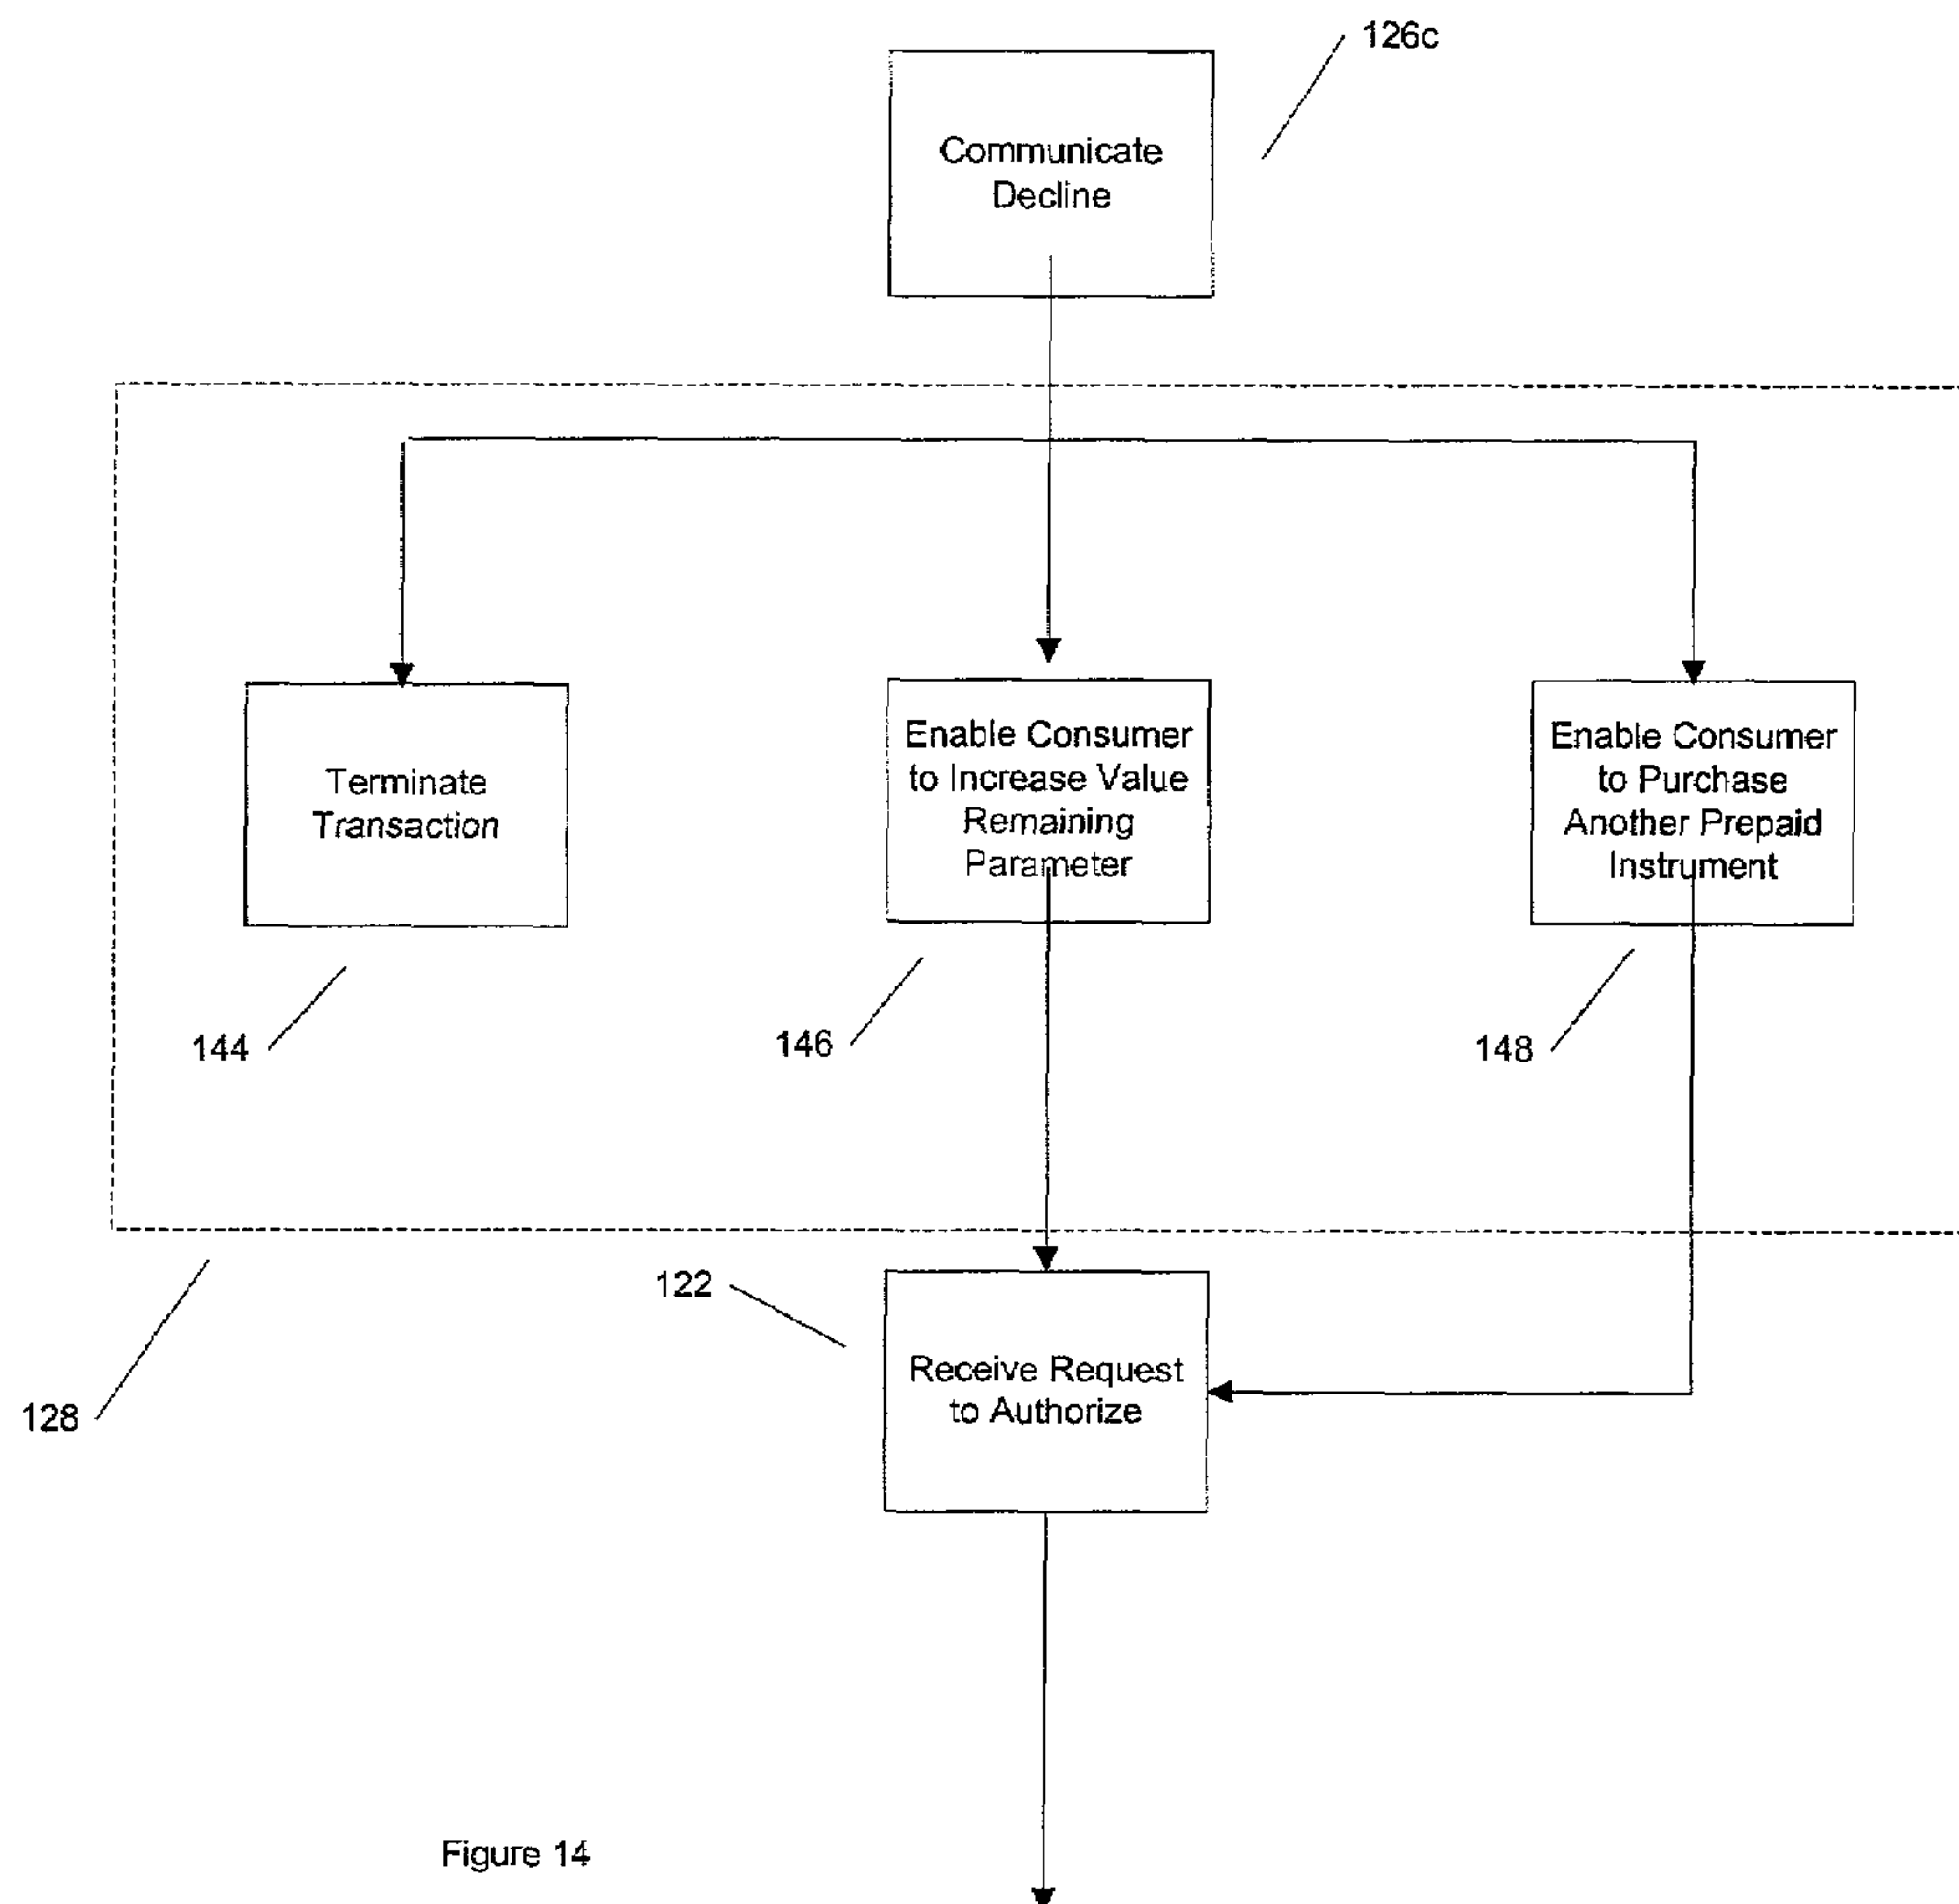 126c
Communicate
Decline
Terminate
Transaction
Enable Consumer
to Increase Value
Remaining
Parameter
Enable Consumer
to Purchase
Another Prepaid
Instrument
144
146
148
122
Receive Request
to Authorize
128
Figure 14